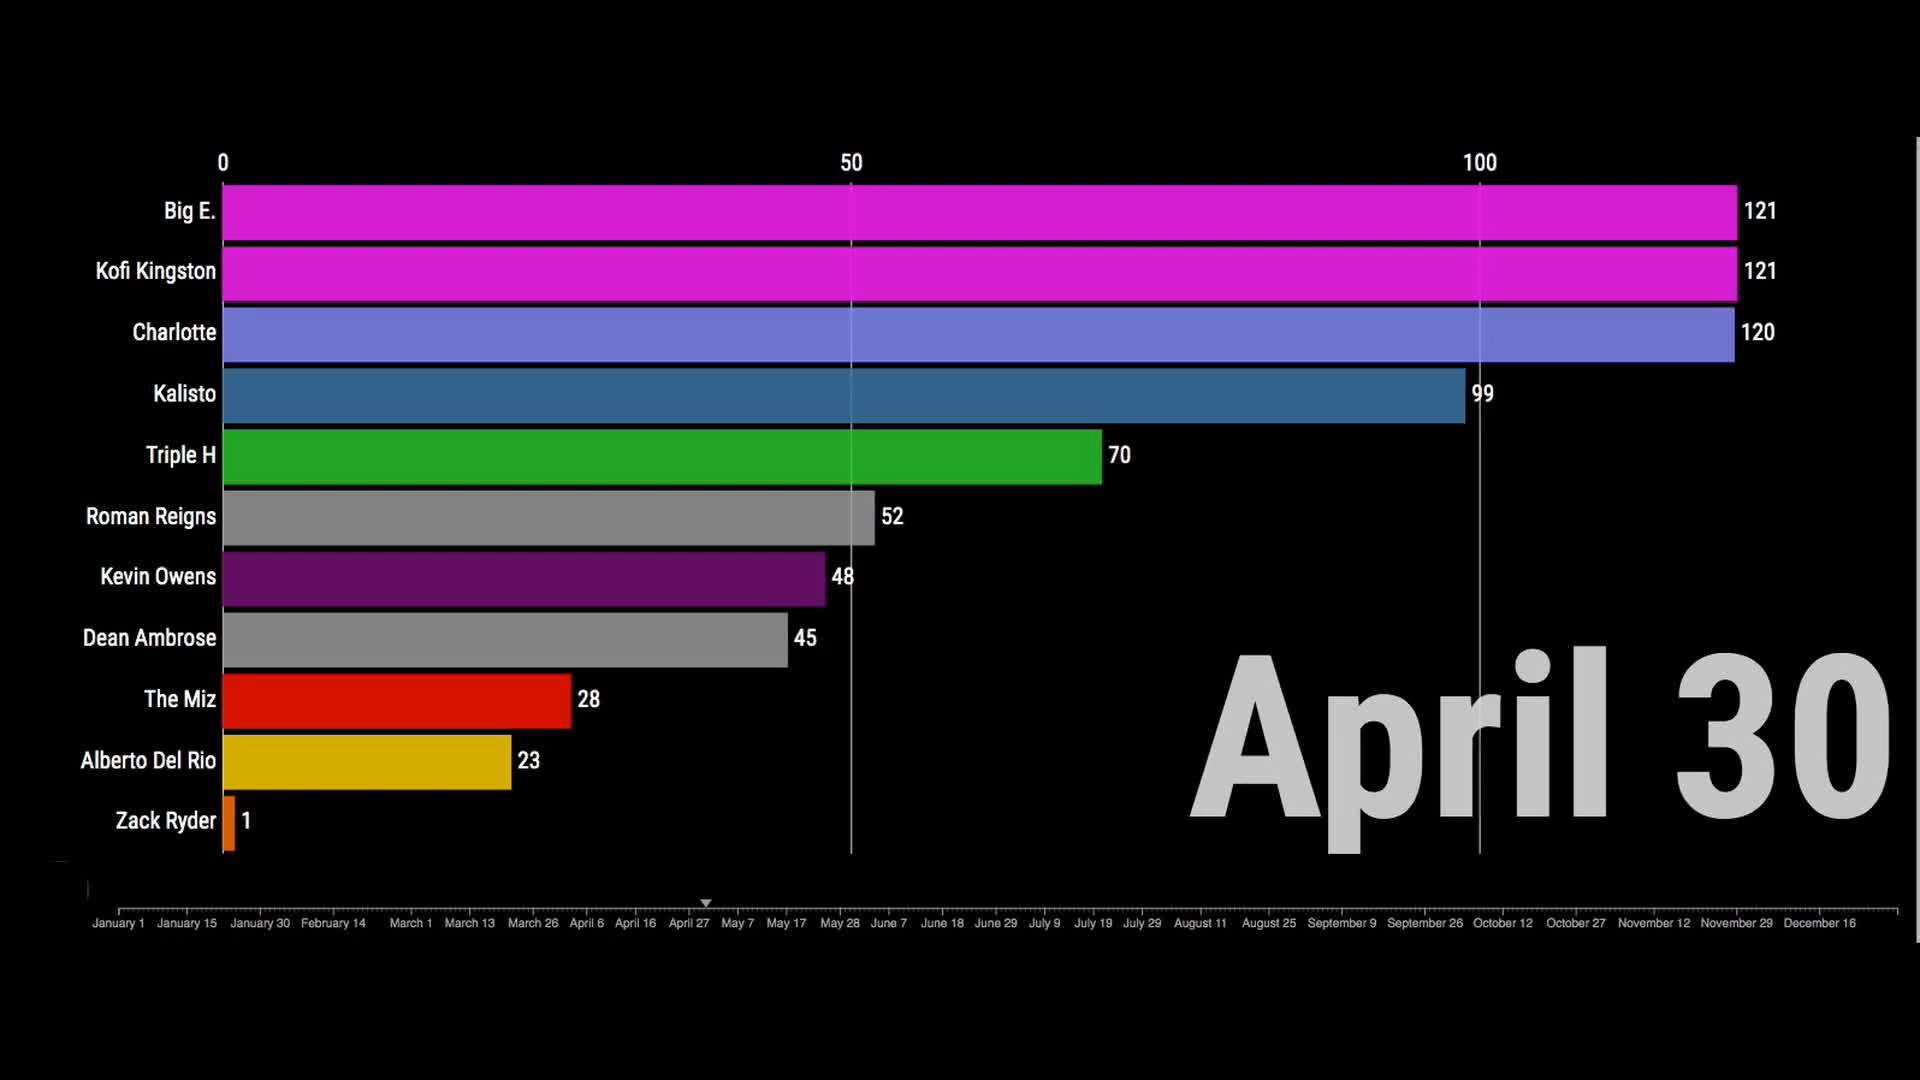 0 50 100
Big E. 121
Kofi Kingston 121
Charlotte 120
Kalisto 99
Triple H 70
Roman Reigns 52
Kevin Owens 48
Dean Ambrose 45
The Miz 28
Alberto Del Rio 23
Zack Ryder 1
April 30
January 1 January 15 January 30 February 14 March 1 March 13 March 26 April 6 April 16 April 27 May 7 May 17 May 28 June 7 June 18 June 29 July 9 July 19 July 29 August 11 August 25 September 9 September 26 October 12 October 27 November 12 November 29 December 16